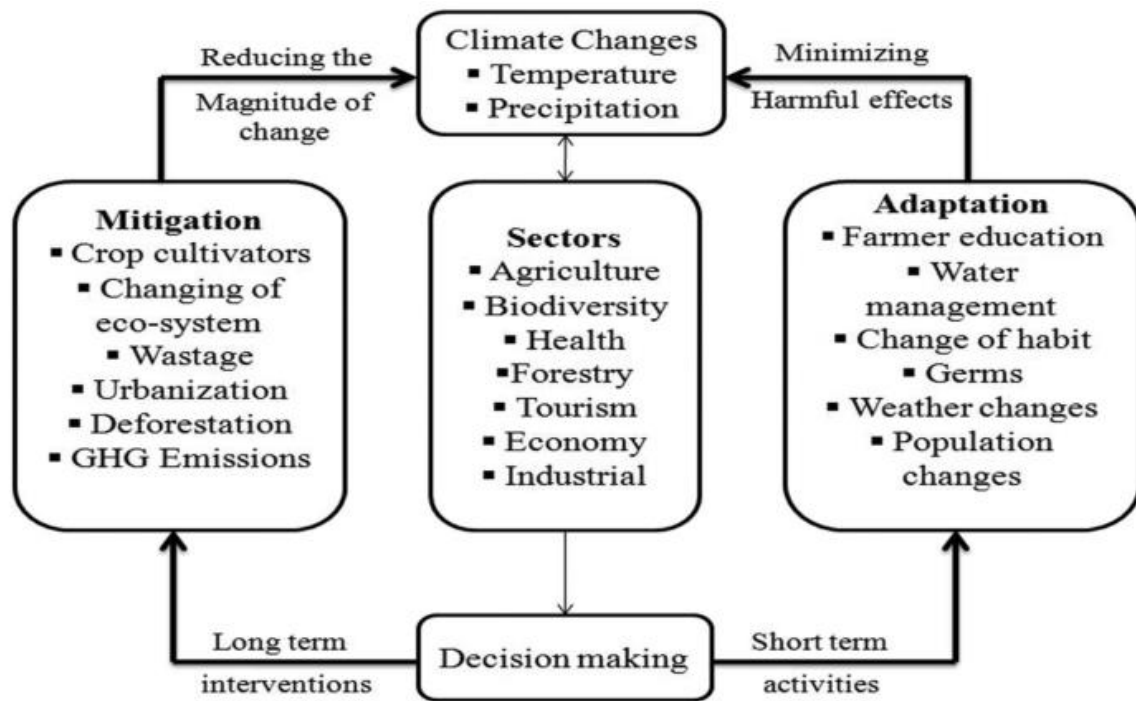 Climate Changes
▪ Temperature
▪ Precipitation
Reducing the
Magnitude of
change
Minimizing
Harmful effects
Mitigation
▪ Crop cultivators
▪ Changing of
eco-system
▪ Wastage
▪ Urbanization
▪ Deforestation
▪ GHG Emissions
Sectors
▪ Agriculture
▪ Biodiversity
▪ Health
▪Forestry
▪ Tourism
▪ Economy
▪ Industrial
Adaptation
▪ Farmer education
▪ Water
management
▪ Change of habit
▪ Germs
▪ Weather changes
▪ Population
changes
Long term
interventions
Decision making
Short term
activities